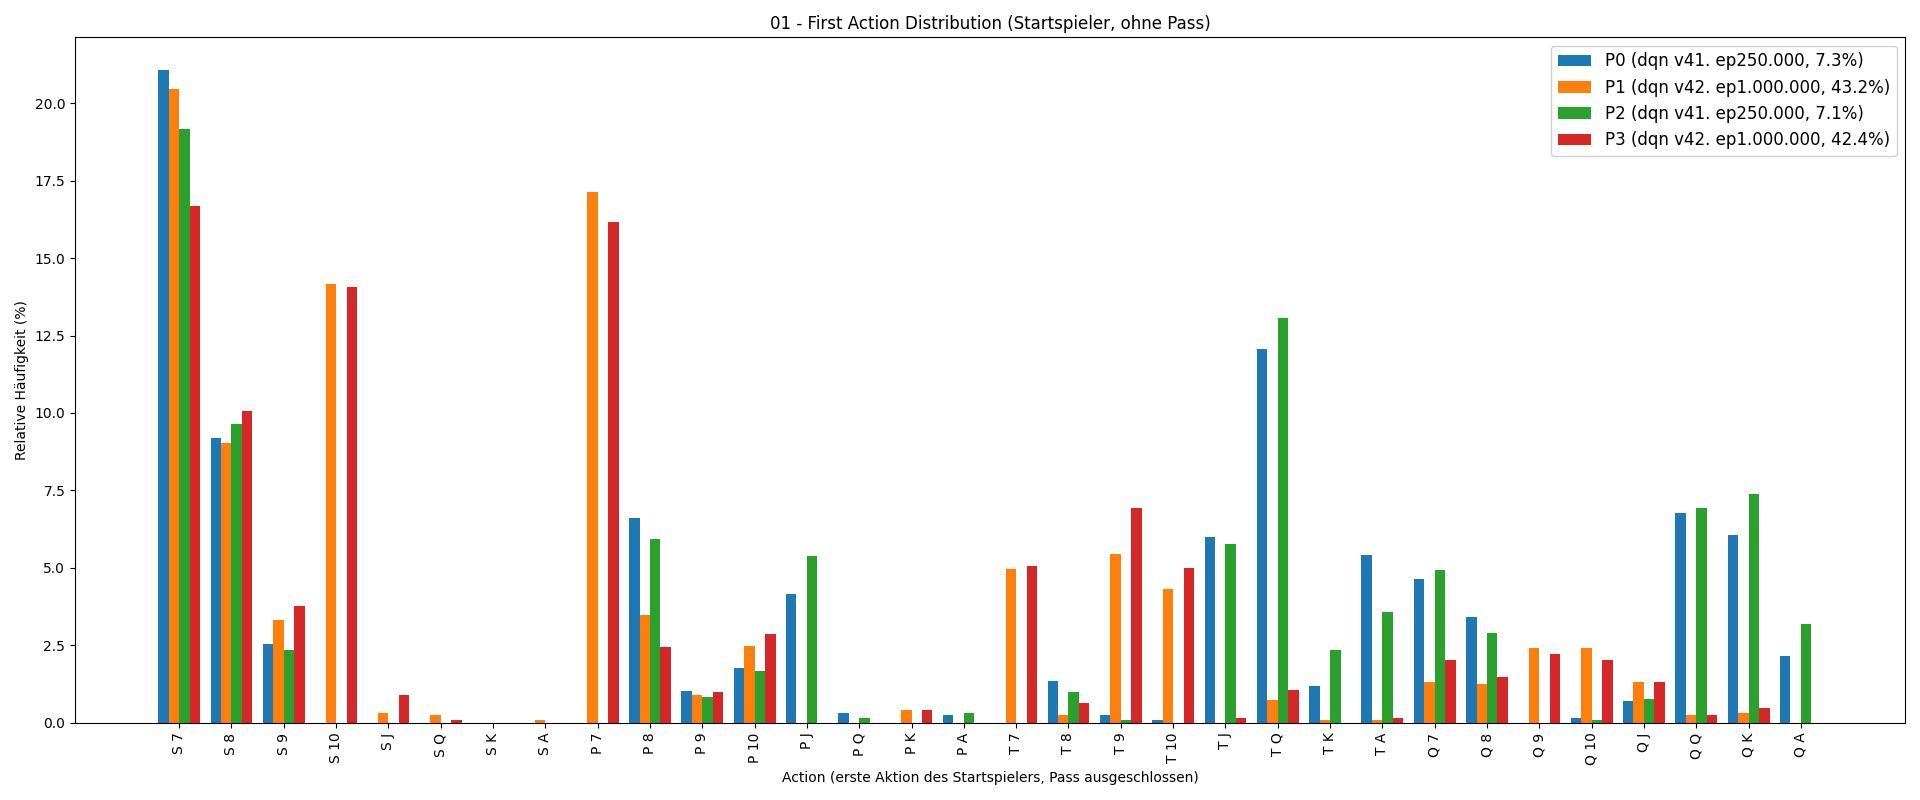 01 - First Action Distribution (Startspieler, ohne Pass)
P0 (dqn v41. ep250.000, 7.3%)
P1 (dqn v42. ep1.000.000, 43.2%)
P2 (dqn v41. ep250.000, 7.1%)
P3 (dqn v42. ep1.000.000, 42.4%)
Relative Häufigkeit (%)
20.0
17.5
15.0
12.5
10.0
7.5
5.0
2.5
0.0
S 7
S 8
S 9
S 10
S J
S Q
S K
S A
P 7
P 8
P 9
P 10
P J
P Q
P K
P A
T 7
T 8
T 9
T 10
T J
T Q
T K
T A
Q 7
Q 8
Q 9
Q 10
Q J
Q Q
Q K
Q A
Action (erste Aktion des Startspielers, Pass ausgeschlossen)